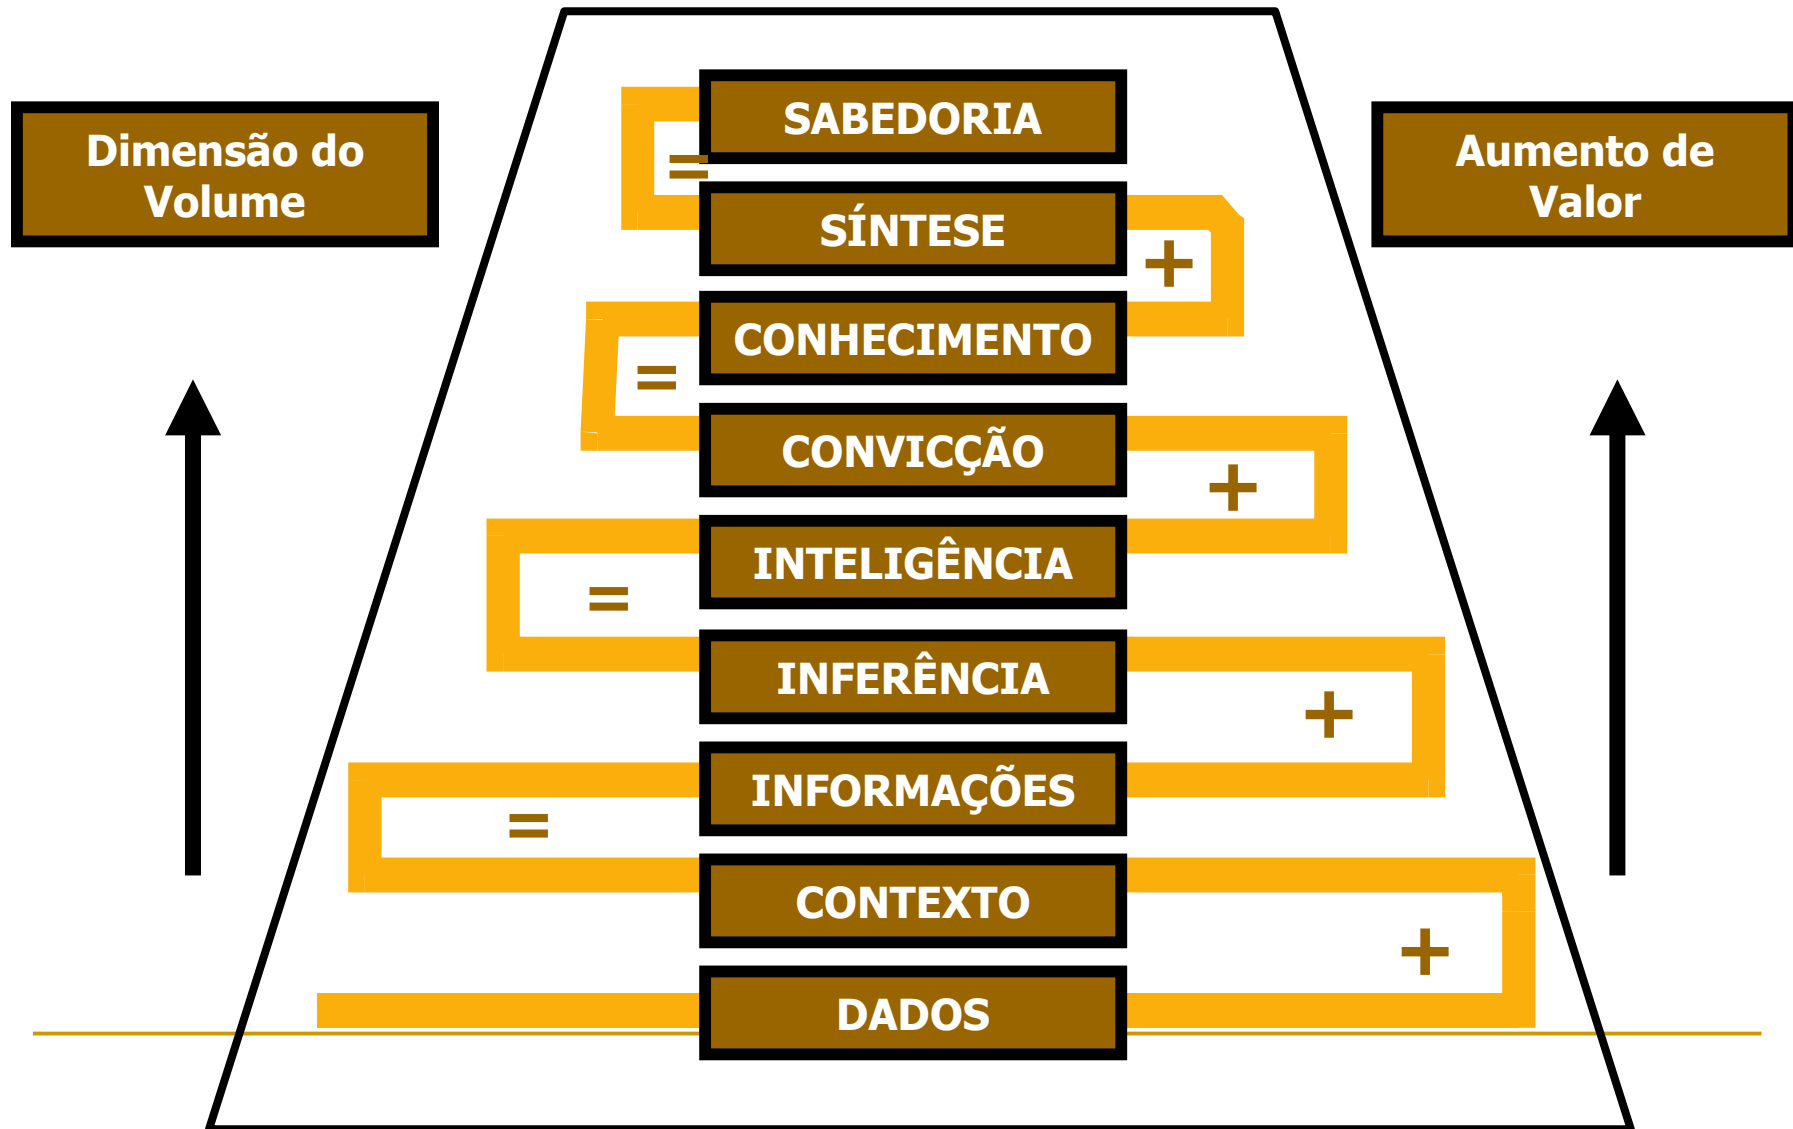 Dimensão do
Volume
Aumento de
Valor
SABEDORIA
=
SÍNTESE
+
CONHECIMENTO
=
CONVICÇÃO
+
INTELIGÊNCIA
=
INFERÊNCIA
+
INFORMAÇÕES
=
CONTEXTO
+
DADOS